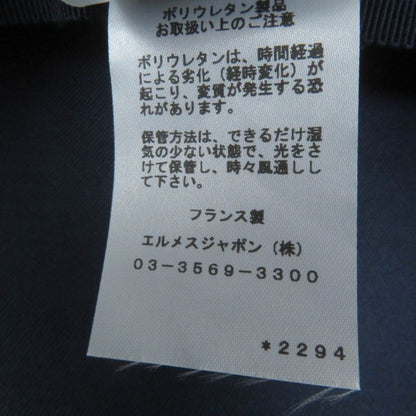 ポリウレタン製品
お取扱い上のご注意
ポリウレタンは、時間経過
による劣化（経時変化）が
起こり、変質が発生する恐
れがあります。
保管方法は、できるだけ湿
気の少ない状態で、光をさ
けて保管し、時々風通しし
て下さい。
フランス製
エルメスジャポン（株）
03-3569-3300
*2294